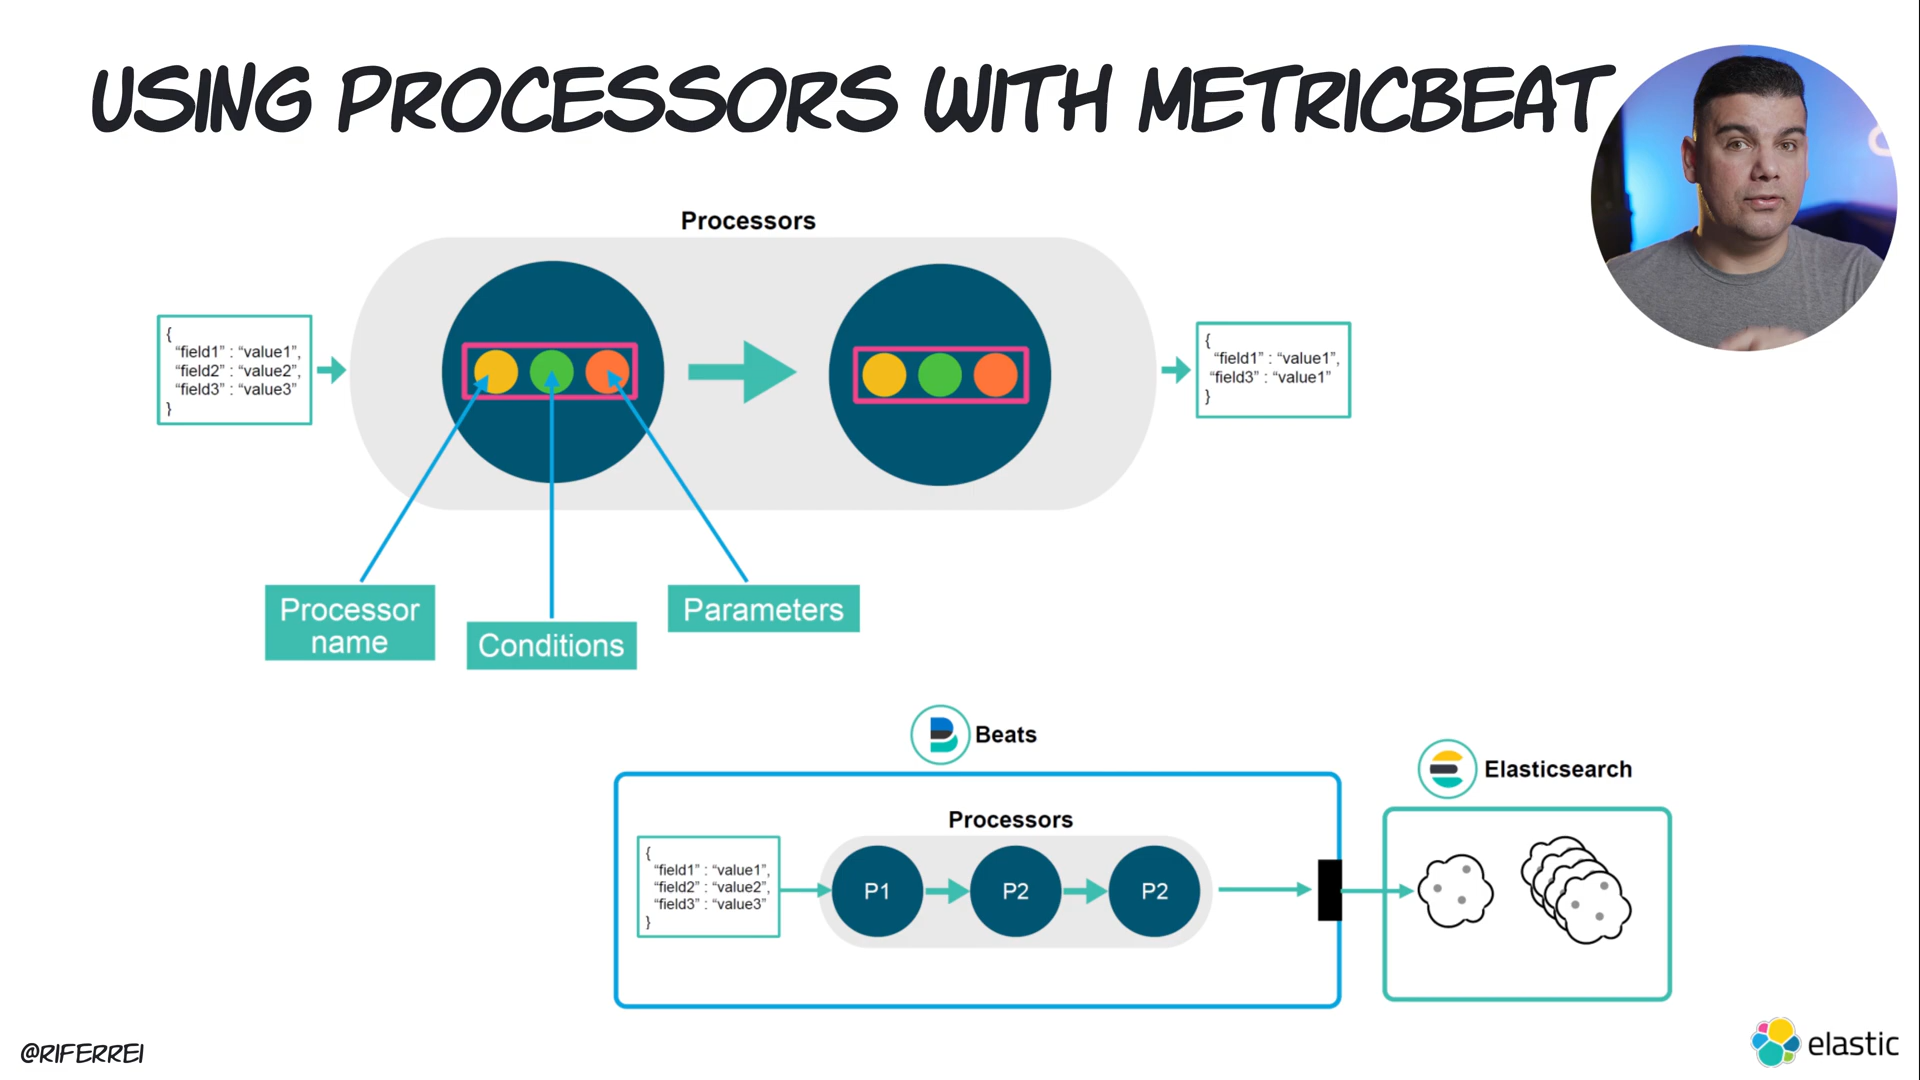 USING PROCESSORS WITH METRICBEAT
Processors
{
“field1” : “value1”,
“field2” : “value2”,
“field3” : “value3”
}
{
“field1” : “value1”,
“field3” : “value1”
}
Processor
name
Conditions
Parameters
Beats
Elasticsearch
Processors
{
“field1” : “value1”,
“field2” : “value2”,
“field3” : “value3”
}
P1
P2
P2
@RIFERREI
elastic